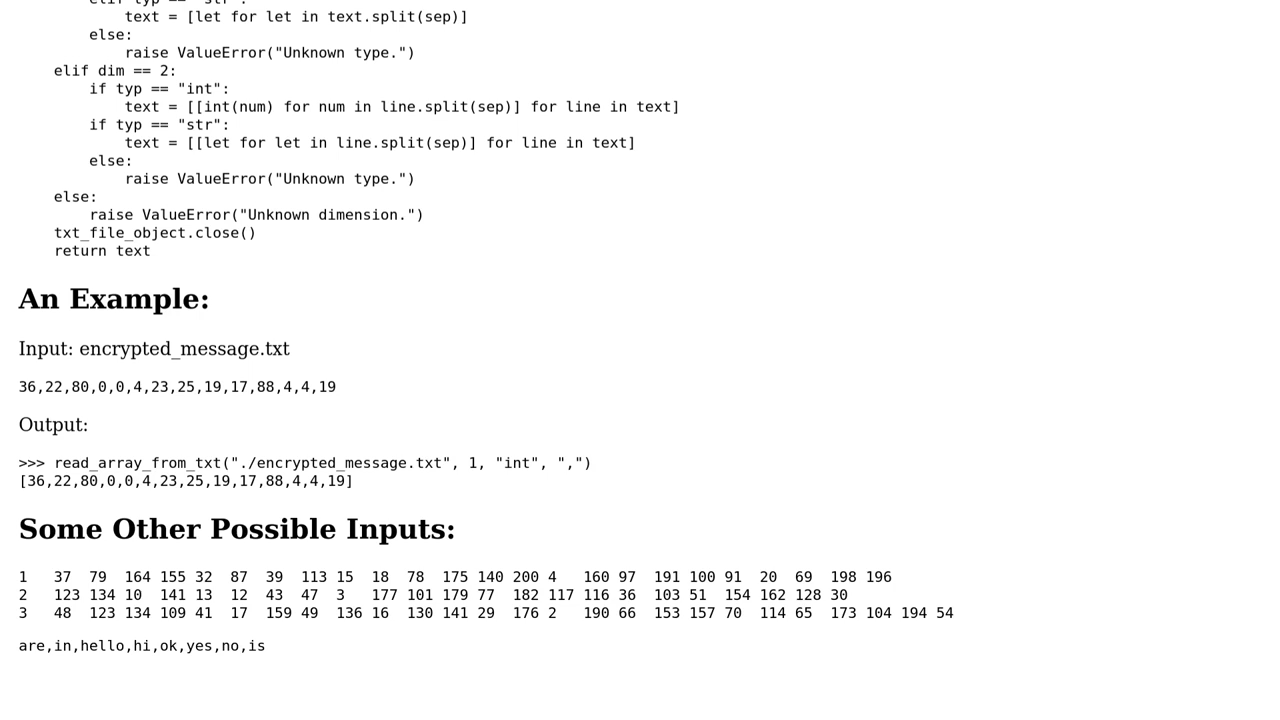 elif typ == "str":
            text = [let for let in text.split(sep)]
        else:
            raise ValueError("Unknown type.")
    elif dim == 2:
        if typ == "int":
            text = [[int(num) for num in line.split(sep)] for line in text]
        if typ == "str":
            text = [[let for let in line.split(sep)] for line in text]
        else:
            raise ValueError("Unknown type.")
    else:
        raise ValueError("Unknown dimension.")
    txt_file_object.close()
    return text
An Example:
Input: encrypted_message.txt
36,22,80,0,0,4,23,25,19,17,88,4,4,19
Output:
>>> read_array_from_txt("./encrypted_message.txt", 1, "int", ",")
[36,22,80,0,0,4,23,25,19,17,88,4,4,19]
Some Other Possible Inputs:
1   37  79  164 155 32  87  39  113 15  18  78  175 140 200 4   160 97  191 100 91  20  69  198 196
2   123 134 10  141 13  12  43  47  3   177 101 179 77  182 117 116 36  103 51  154 162 128 30
3   48  123 134 109 41  17  159 49  136 16  130 141 29  176 2   190 66  153 157 70  114 65  173 104 194 54
are,in,hello,hi,ok,yes,no,is